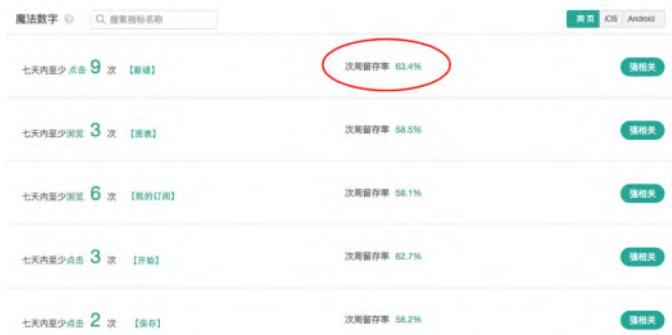 魔法数字 搜索指标名称 网页 iOS Android
七天内至少 点击 9 次 【新建】 次周留存率 63.4% 强相关
七天内至少浏览 3 次 【图表】 次周留存率 58.5% 强相关
七天内至少浏览 6 次 【我的订阅】 次周留存率 58.1% 强相关
七天内至少点击 3 次 【开始】 次周留存率 62.7% 强相关
七天内至少点击 2 次 【保存】 次周留存率 58.2% 强相关